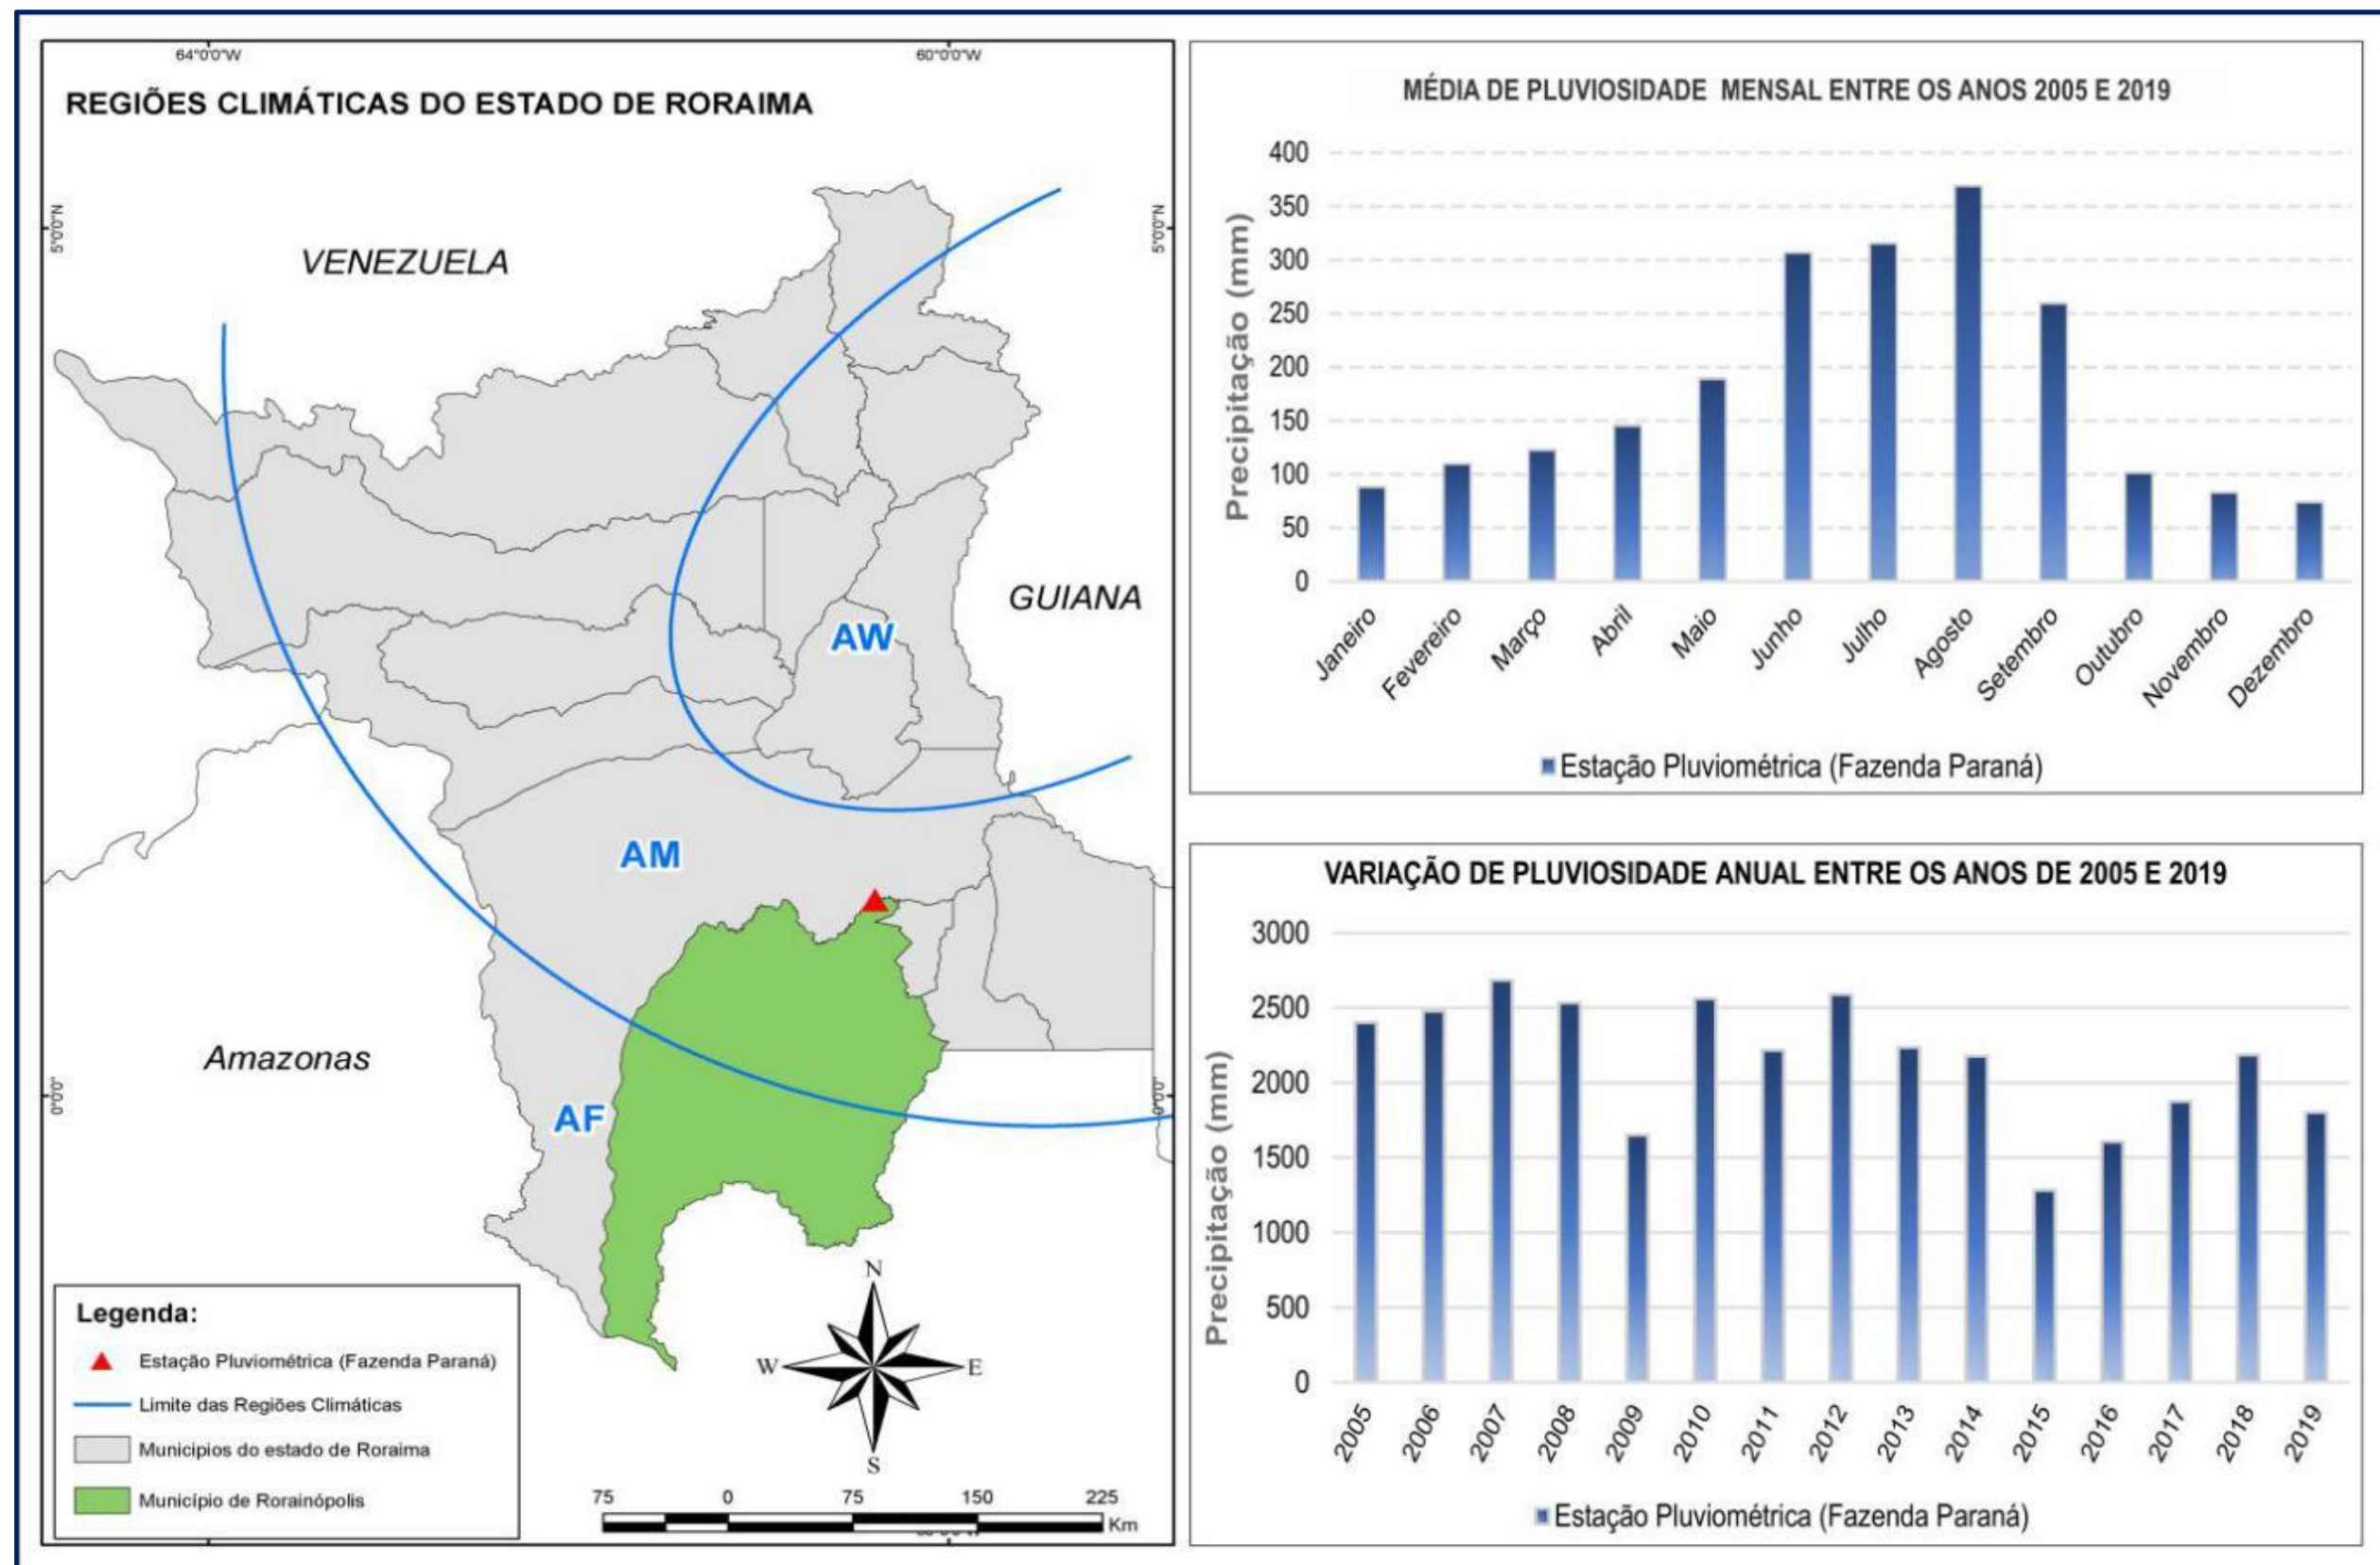 64°0'0"W
60°0'0"W
REGIÕES CLIMÁTICAS DO ESTADO DE RORAIMA
5°0'0"N
5°0'0"N
VENEZUELA
GUIANA
AW
AM
Amazonas
AF
0°0'0"
0°0'0"
N
W
E
S
Legenda:
Estação Pluviométrica (Fazenda Paraná)
Limite das Regiões Climáticas
Municipios do estado de Roraima
Município de Rorainópolis
75 0 75 150 225
Km
MÉDIA DE PLUVIOSIDADE MENSAL ENTRE OS ANOS 2005 E 2019
Precipitação (mm)
400
350
300
250
200
150
100
50
0
Janeiro
Fevereiro
Março
Abril
Maio
Junho
Julho
Agosto
Setembro
Outubro
Novembro
Dezembro
Estação Pluviométrica (Fazenda Paraná)
VARIAÇÃO DE PLUVIOSIDADE ANUAL ENTRE OS ANOS DE 2005 E 2019
Precipitação (mm)
3000
2500
2000
1500
1000
500
0
2005
2006
2007
2008
2009
2010
2011
2012
2013
2014
2015
2016
2017
2018
2019
Estação Pluviométrica (Fazenda Paraná)